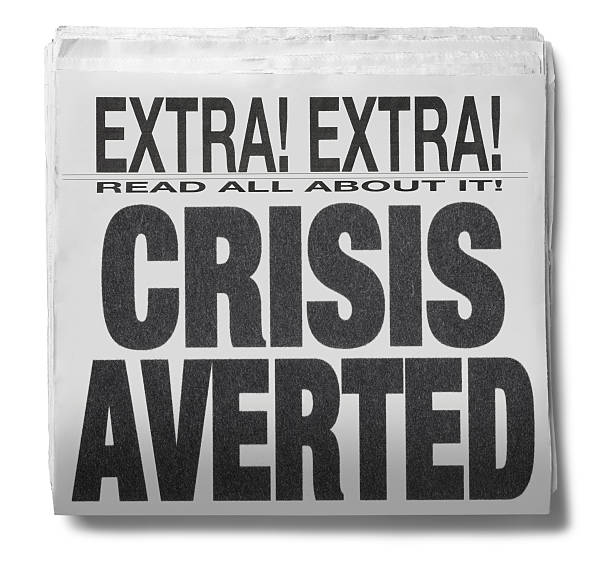 EXTRA! EXTRA!
READ ALL ABOUT IT!
CRISIS
AVERTED